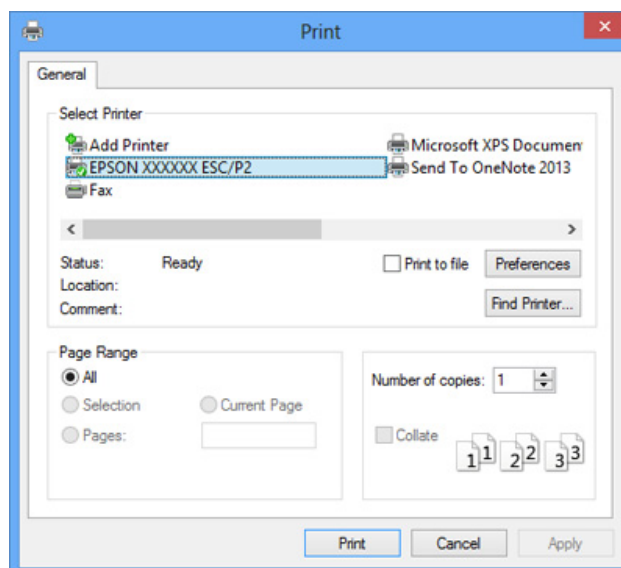 Print
General
Select Printer
Add Printer
Microsoft XPS Documen
EPSON XXXXXX ESC/P2
Send To OneNote 2013
Fax
Status: Ready
Print to file
Preferences
Location:
Comment:
Find Printer...
Page Range
All
Selection
Current Page
Pages:
Number of copies: 1
Collate
1 1 2 2 3 3
Print
Cancel
Apply